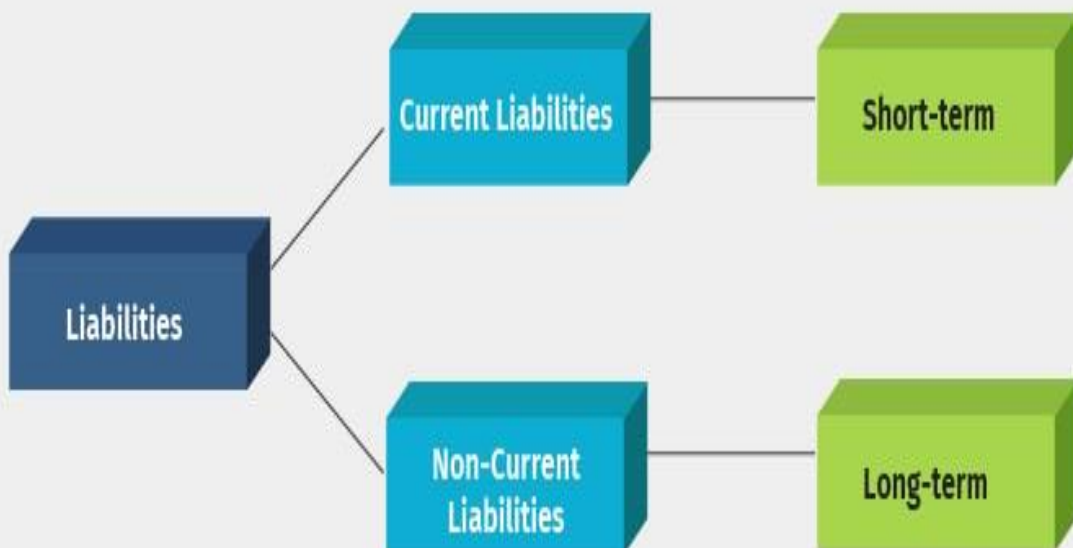 Current Liabilities
Short-term
Liabilities
Non-Current
Liabilities
Long-term